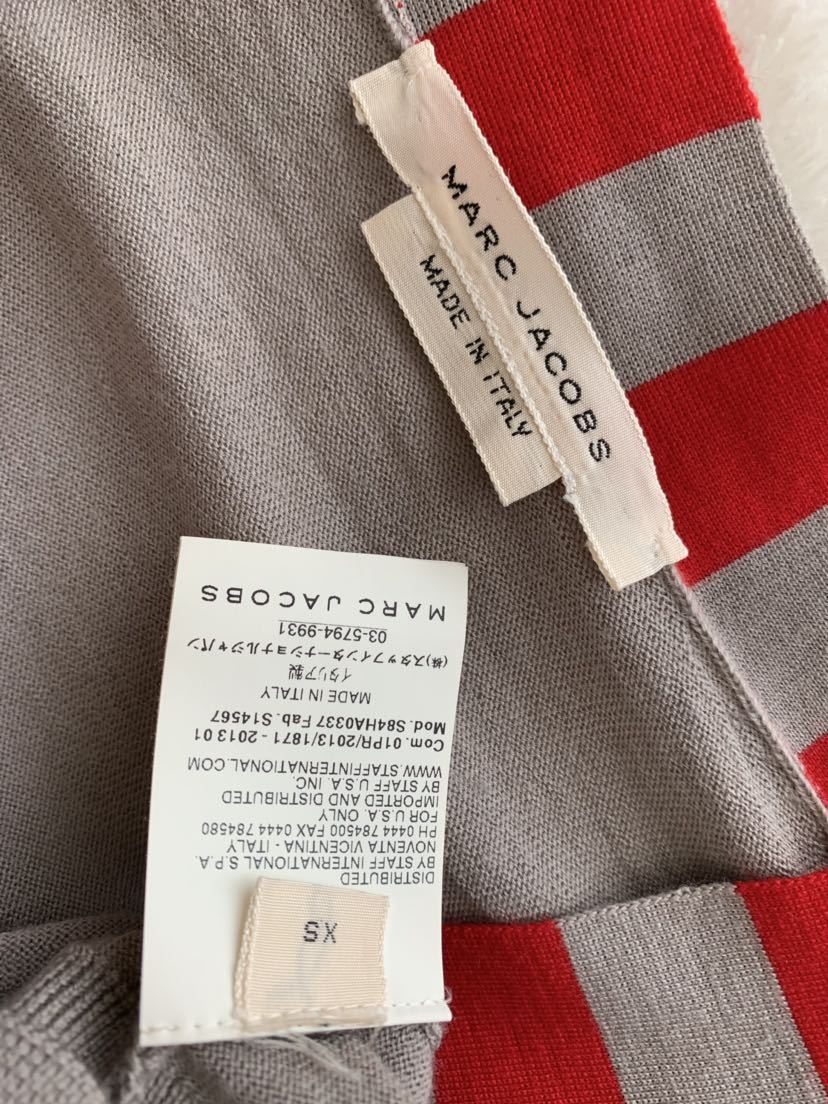 MARC JACOBS
MADE IN ITALY
XS
DISTRIBUTED
BY STAFF INTERNATIONAL S.P.A.
NOVENTA VICENTINA - ITALY
PH 0444 784500 FAX 0444 784580
FOR U.S.A. ONLY
IMPORTED AND DISTRIBUTED
BY STAFF U.S.A. INC.
WWW.STAFFINTERNATIONAL.COM
Com. 01PR/2013/1871 - 2013 01
Mod. S84HA0337 Fab. S14567
MADE IN ITALY
イタリア製
(株)スタッフインターナショナルジャパン
03-5794-9931
MARC JACOBS